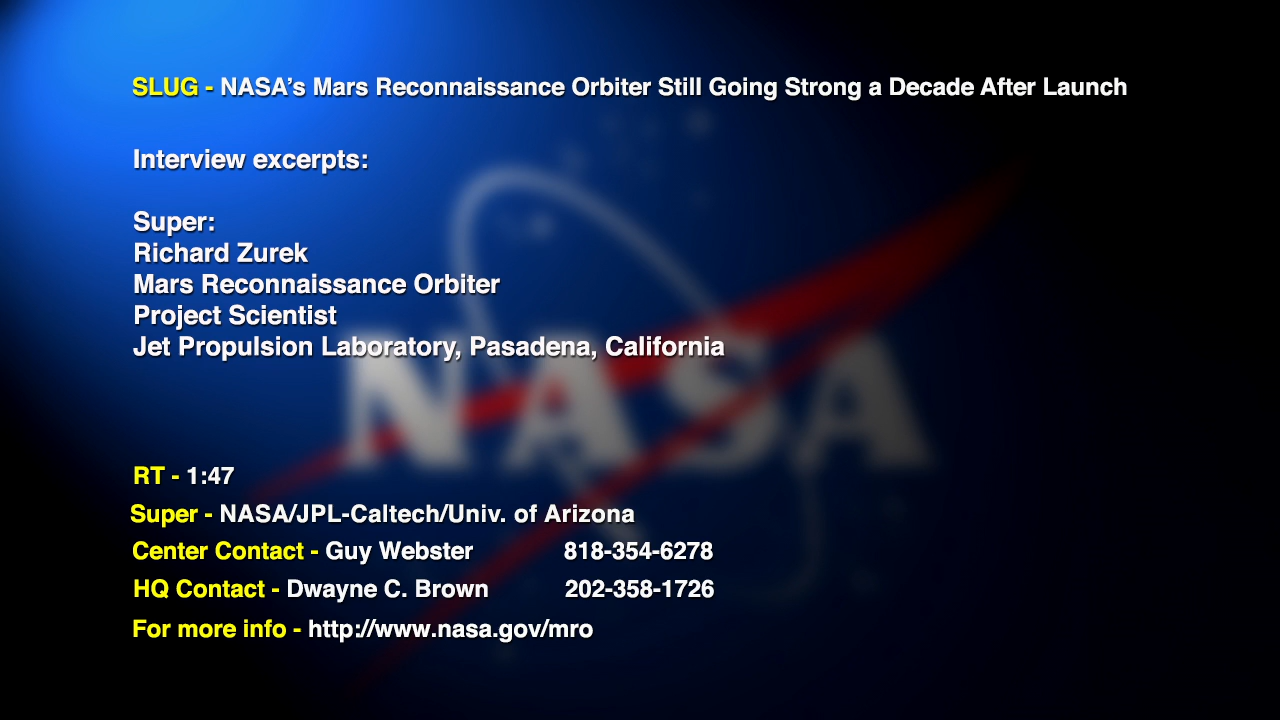 SLUG - NASA’s Mars Reconnaissance Orbiter Still Going Strong a Decade After Launch
Interview excerpts:
Super:
Richard Zurek
Mars Reconnaissance Orbiter
Project Scientist
Jet Propulsion Laboratory, Pasadena, California
NASA
RT - 1:47
Super - NASA/JPL-Caltech/Univ. of Arizona
Center Contact - Guy Webster 818-354-6278
HQ Contact - Dwayne C. Brown 202-358-1726
For more info - http://www.nasa.gov/mro